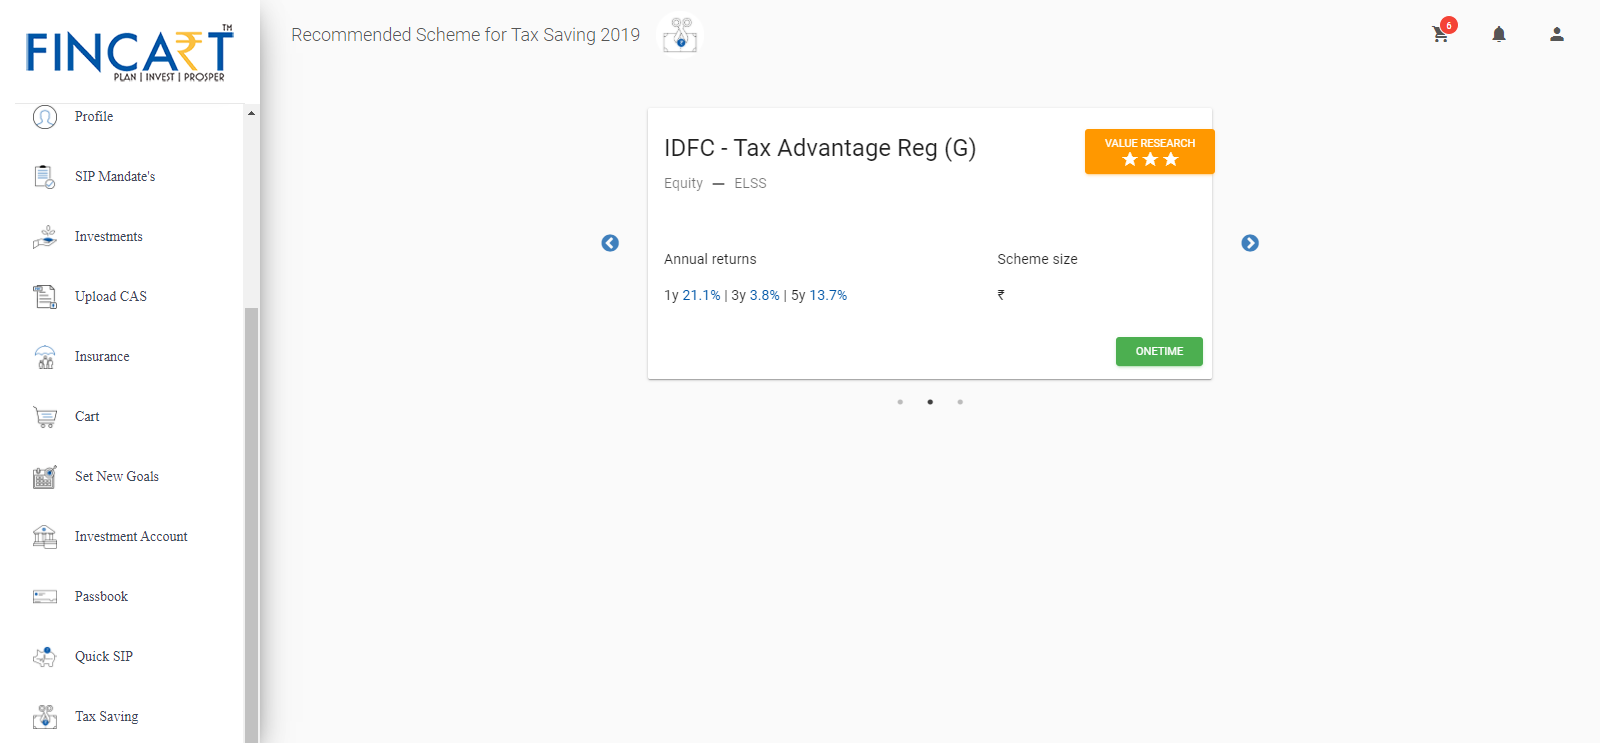 FINCART
TM
PLAN | INVEST | PROSPER
Profile
SIP Mandate's
Investments
Upload CAS
Insurance
Cart
Set New Goals
Investment Account
Passbook
Quick SIP
Tax Saving
Recommended Scheme for Tax Saving 2019
6
IDFC - Tax Advantage Reg (G)
VALUE RESEARCH
Equity — ELSS
Annual returns
Scheme size
1y 21.1% | 3y 3.8% | 5y 13.7%
₹
ONETIME